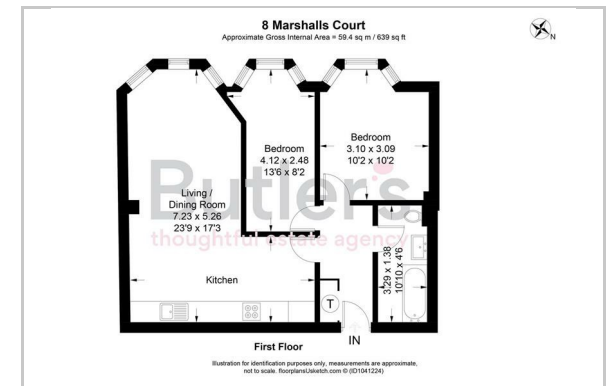 8 Marshalls Court
Approximate Gross Internal Area = 59.4 sq m / 639 sq ft
N
Bedroom
4.12 x 2.48
13'6 x 8'2
Bedroom
3.10 x 3.09
10'2 x 10'2
Living /
Dining Room
7.23 x 5.26
23'9 x 17'3
Butler's
thoughtful estate agency
3.29 x 1.38
10'10 x 4'6
Kitchen
T
IN
First Floor
Illustration for identification purposes only, measurements are approximate,
not to scale. floorplansUsketch.com © (ID1041224)